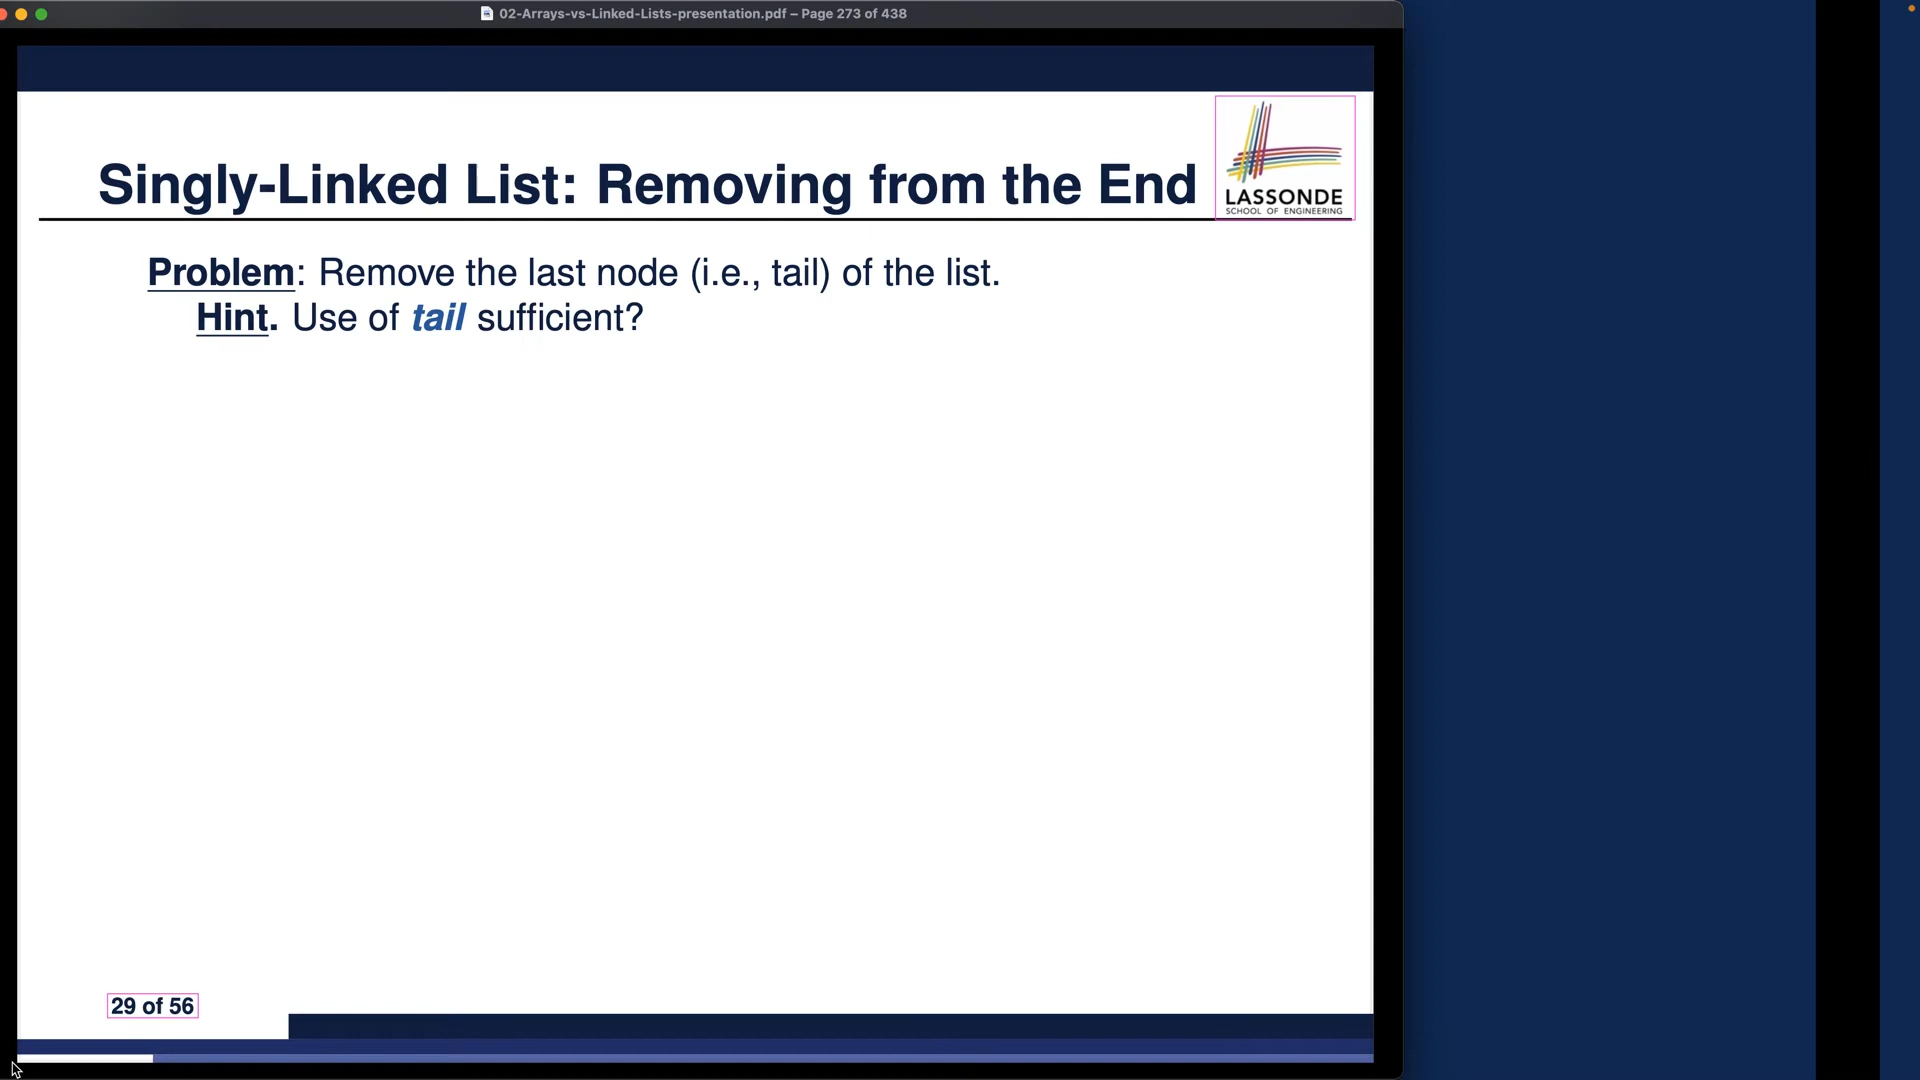 02-Arrays-vs-Linked-Lists-presentation.pdf – Page 273 of 438
Singly-Linked List: Removing from the End
LASSONDE
SCHOOL OF ENGINEERING
Problem: Remove the last node (i.e., tail) of the list.
Hint. Use of tail sufficient?
29 of 56